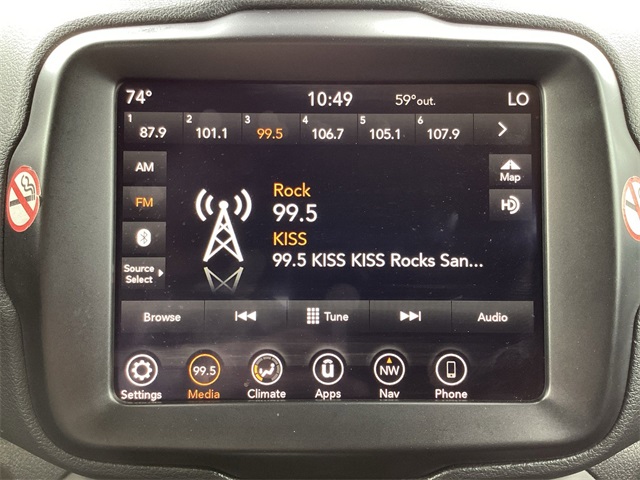 74° 10:49 59°out. LO
1 87.9 2 101.1 3 99.5 4 106.7 5 105.1 6 107.9
AM
Map
Rock
FM
99.5
HD
KISS
99.5 KISS KISS Rocks San...
Source
Select
Browse Tune Audio
99.5 NW
Settings Media Climate Apps Nav Phone